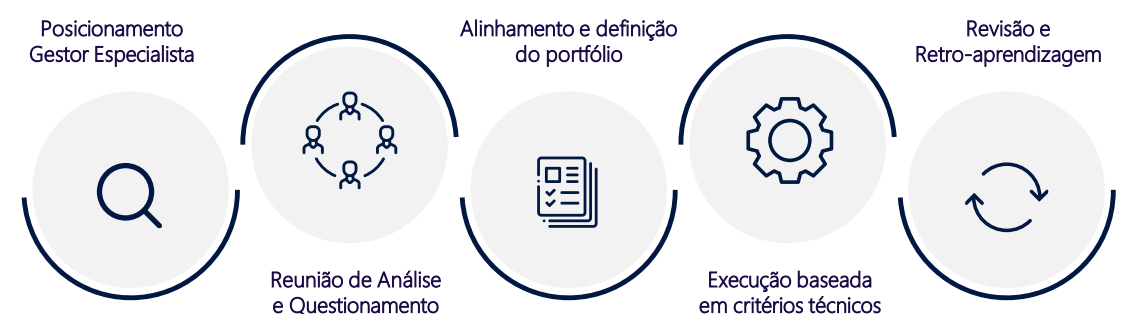 Posicionamento
Gestor Especialista
Reunião de Análise
e Questionamento
Alinhamento e definição
do portfólio
Execução baseada
em critérios técnicos
Revisão e
Retro-aprendizagem